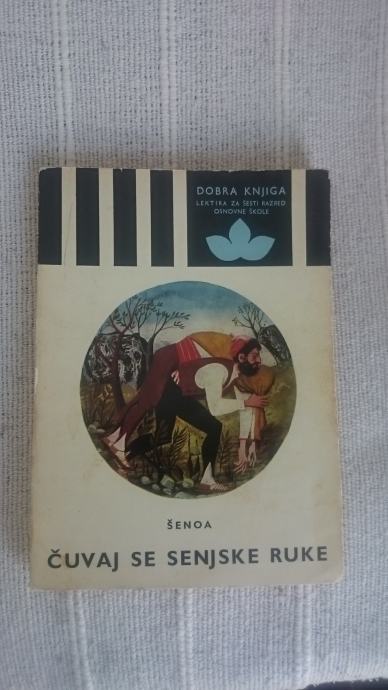 DOBRA KNJIGA
LEKTIRA ZA ŠESTI RAZRED
OSNOVNE ŠKOLE
ŠENOA
ČUVAJ SE SENJSKE RUKE